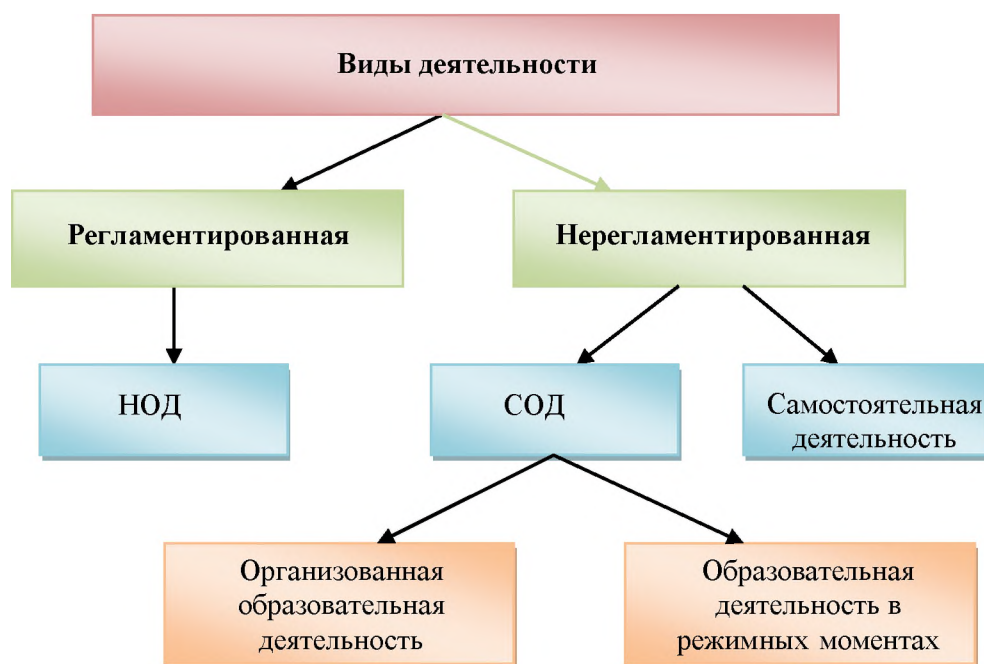 Виды деятельности
Регламентированная
Нерегламентированная
НОД
СОД
Самостоятельная
деятельность
Организованная
образовательная
деятельность
Образовательная
деятельность в
режимных моментах